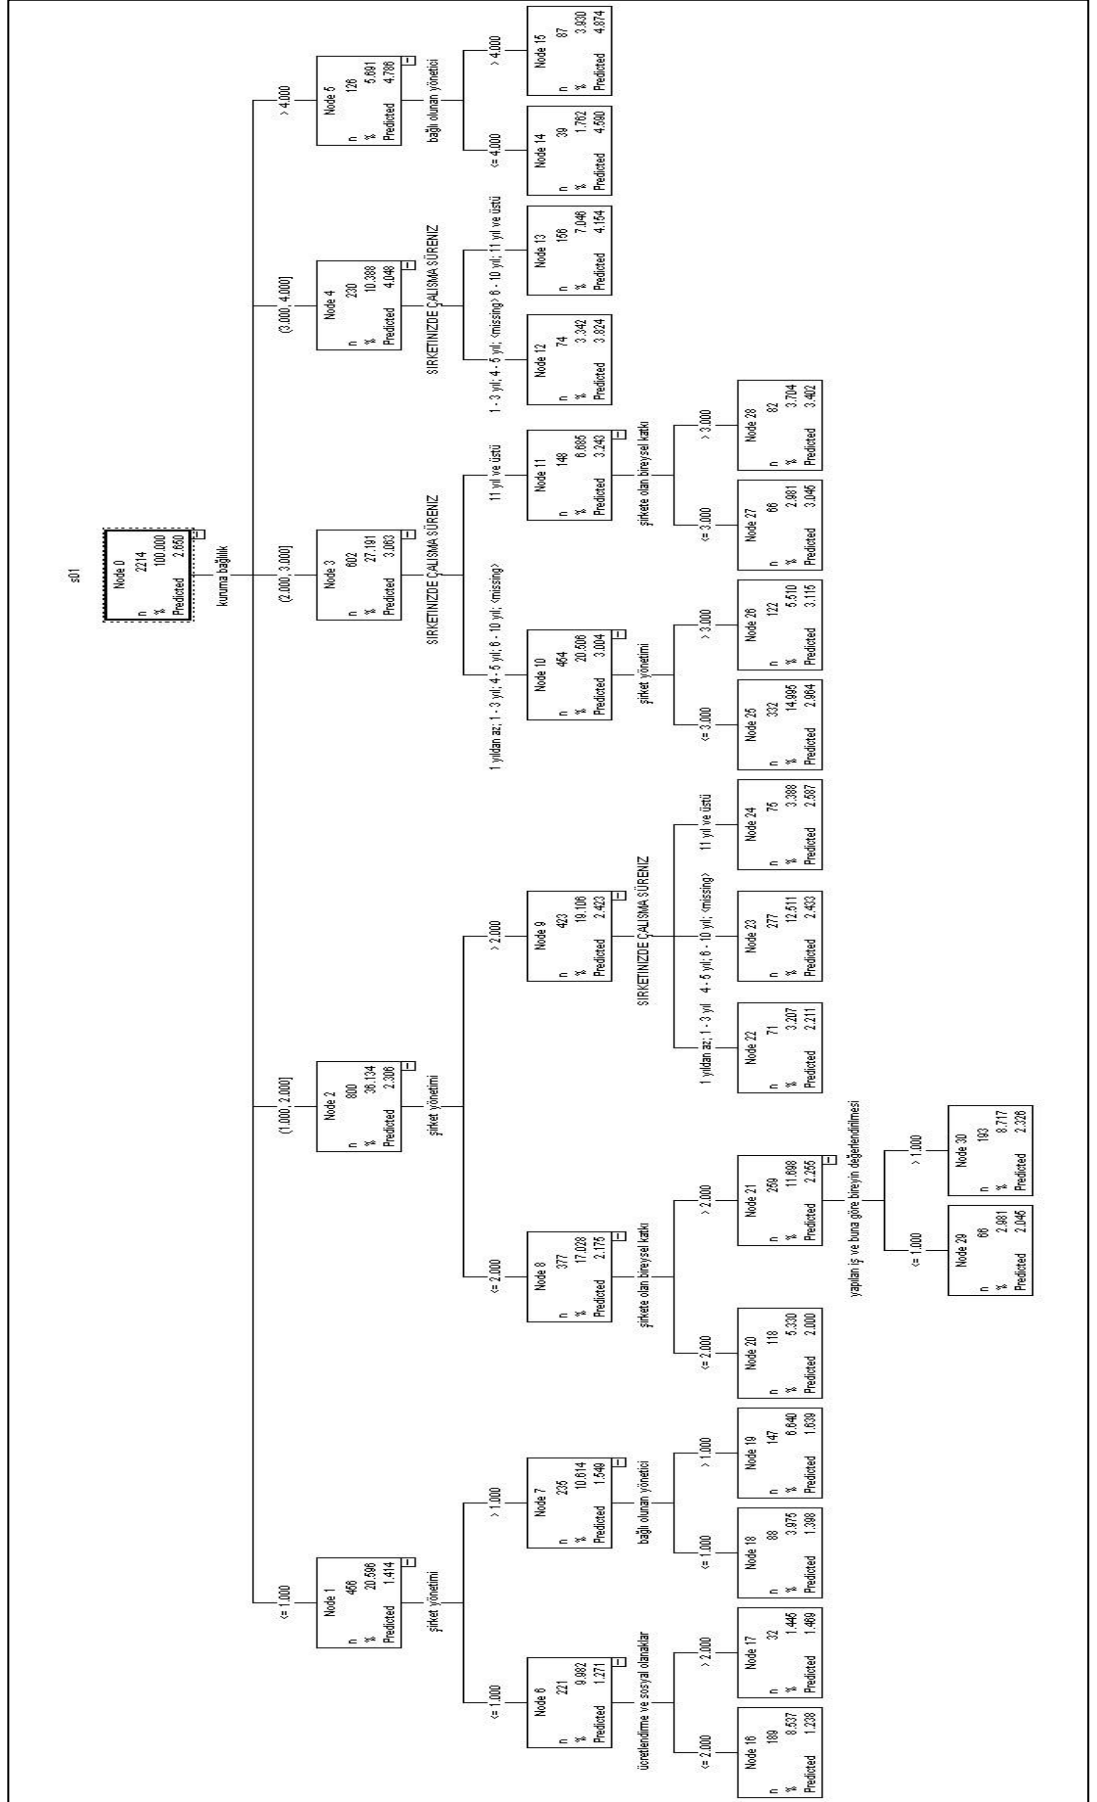 s01
Node 0
n 2214
% 100.000
Predicted 2.650
kuruma bağlılık
<= 1.000
(1.000, 2.000]
(2.000, 3.000]
(3.000, 4.000]
> 4.000
Node 1
n 456
% 20.596
Predicted 1.414
şirket yönetimi
Node 2
n 800
% 36.134
Predicted 2.306
şirket yönetimi
Node 3
n 602
% 27.191
Predicted 3.063
SIRKETINIZDE ÇALISMA SÜRENIZ
Node 4
n 230
% 10.388
Predicted 4.048
SIRKETINIZDE ÇALISMA SÜRENIZ
Node 5
n 126
% 5.691
Predicted 4.786
bağlı olunan yönetici
<= 1.000
> 1.000
<= 2.000
> 2.000
1 yıldan az; 1 - 3 yıl; 4 - 5 yıl; 6 - 10 yıl; <missing>
11 yıl ve üstü
1 - 3 yıl; 4 - 5 yıl; <missing>
6 - 10 yıl; 11 yıl ve üstü
<= 4.000
> 4.000
Node 6
n 221
% 9.982
Predicted 1.271
ücretlendirme ve sosyal olanaklar
Node 7
n 235
% 10.614
Predicted 1.549
bağlı olunan yönetici
Node 8
n 377
% 17.028
Predicted 2.175
şirkete olan bireysel katkı
Node 9
n 423
% 19.106
Predicted 2.423
SIRKETINIZDE ÇALISMA SÜRENIZ
Node 10
n 454
% 20.506
Predicted 3.004
şirket yönetimi
Node 11
n 148
% 6.685
Predicted 3.243
şirkete olan bireysel katkı
Node 12
n 74
% 3.342
Predicted 3.824
Node 13
n 156
% 7.046
Predicted 4.154
Node 14
n 39
% 1.762
Predicted 4.590
Node 15
n 87
% 3.930
Predicted 4.874
<= 2.000
> 2.000
<= 1.000
> 1.000
<= 2.000
> 2.000
1 yıldan az; 1 - 3 yıl
4 - 5 yıl; 6 - 10 yıl; <missing>
11 yıl ve üstü
<= 3.000
> 3.000
<= 3.000
> 3.000
Node 16
n 189
% 8.537
Predicted 1.238
Node 17
n 32
% 1.445
Predicted 1.469
Node 18
n 88
% 3.975
Predicted 1.398
Node 19
n 147
% 6.640
Predicted 1.639
Node 20
n 118
% 5.330
Predicted 2.000
Node 21
n 259
% 11.698
Predicted 2.255
yapılan iş ve buna göre bireyin değerlendirilmesi
Node 22
n 71
% 3.207
Predicted 2.211
Node 23
n 277
% 12.511
Predicted 2.433
Node 24
n 75
% 3.388
Predicted 2.587
Node 25
n 332
% 14.995
Predicted 2.964
Node 26
n 122
% 5.510
Predicted 3.115
Node 27
n 66
% 2.981
Predicted 3.045
Node 28
n 82
% 3.704
Predicted 3.402
<= 1.000
> 1.000
Node 29
n 66
% 2.981
Predicted 2.045
Node 30
n 193
% 8.717
Predicted 2.326